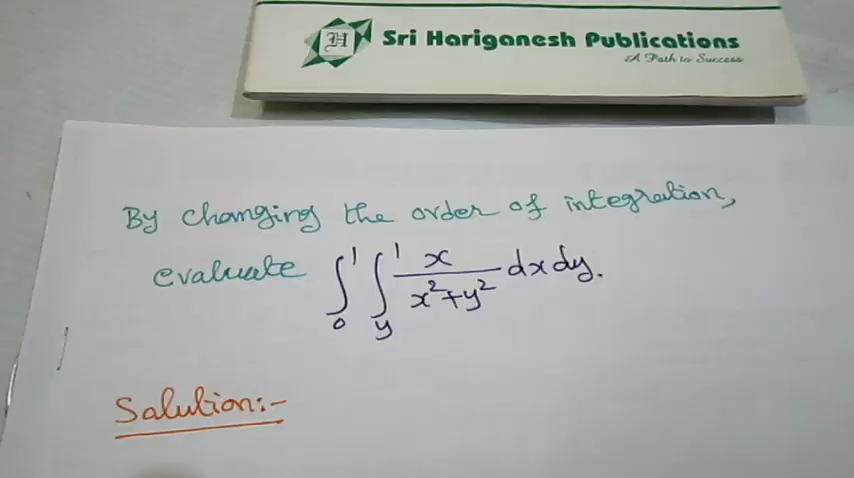 H
Sri Hariganesh Publications
A Path to Success
By changing the order of integration,
evaluate ∫₀¹ ∫ᵧ¹ x/(x²+y²) dx dy.
Solution:-